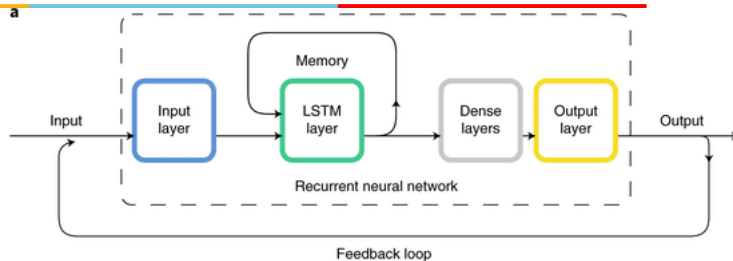 a
Memory
Input
Input
layer
LSTM
layer
Dense
layers
Output
layer
Output
Recurrent neural network
Feedback loop